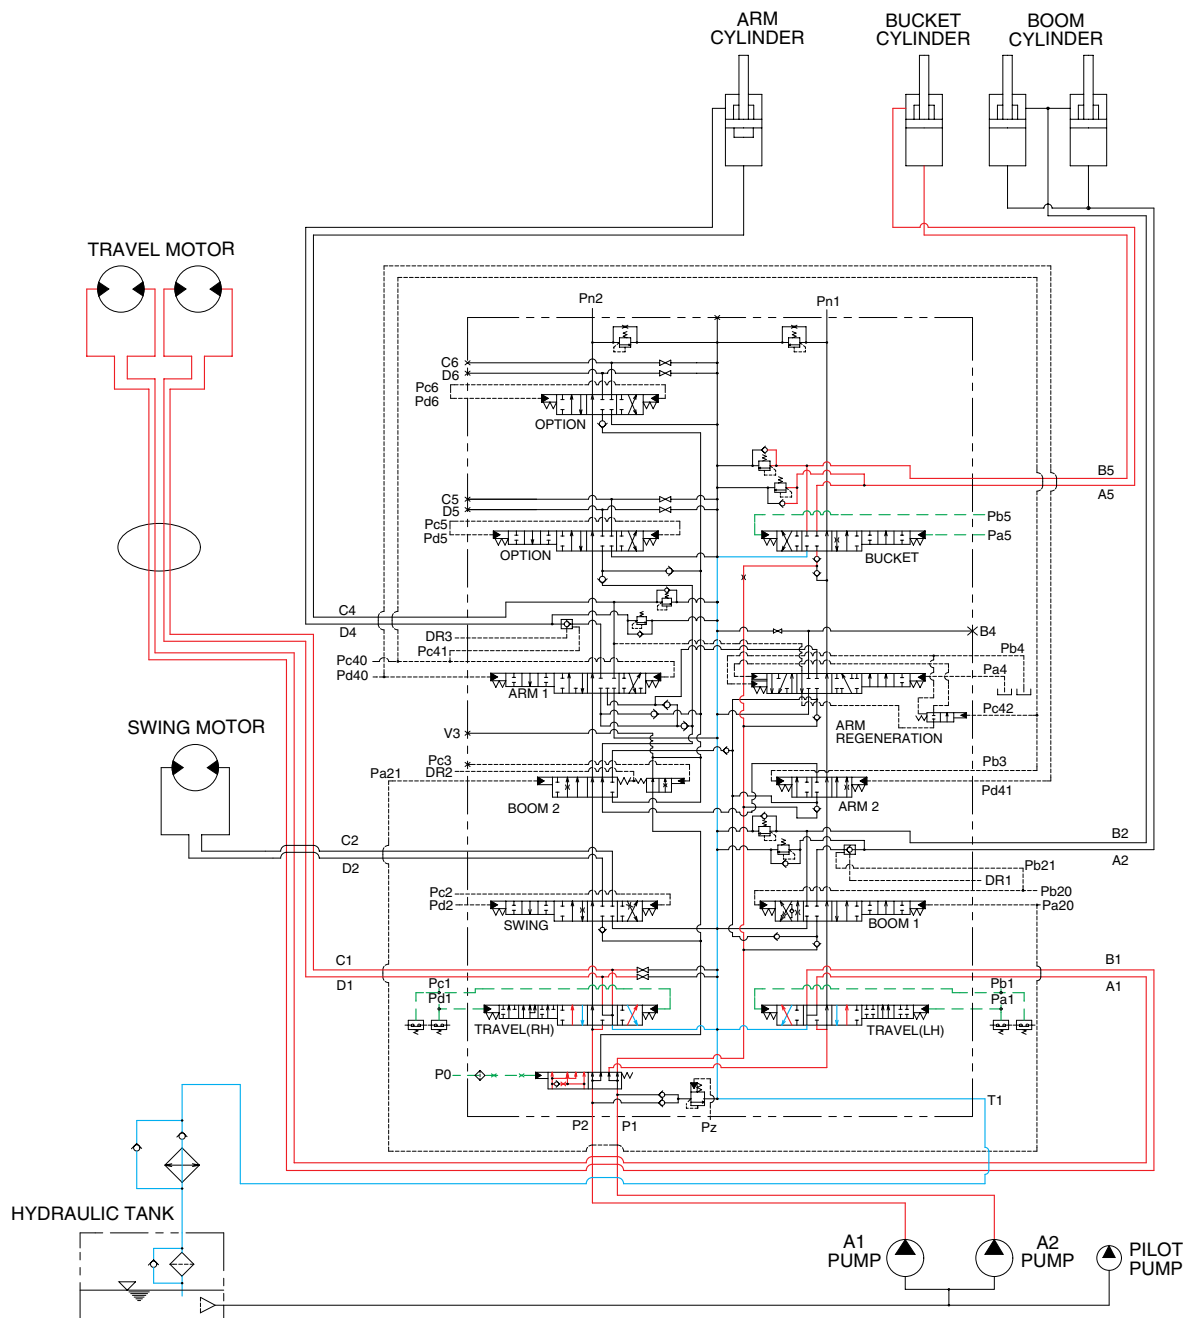 ARM
CYLINDER
BUCKET
CYLINDER
BOOM
CYLINDER
TRAVEL MOTOR
Pn2
Pn1
C6
D6
Pc6
Pd6
OPTION
B5
A5
C5
D5
Pc5
Pd5
OPTION
Pb5
Pa5
BUCKET
C4
D4
DR3
Pc41
B4
Pb4
Pc40
Pd40
ARM 1
Pa4
Pc42
ARM
REGENERATION
SWING MOTOR
V3
Pc3
DR2
Pa21
BOOM 2
Pb3
Pd41
ARM 2
C2
D2
B2
A2
Pb21
DR1
Pc2
Pd2
SWING
Pb20
Pa20
BOOM 1
C1
D1
B1
A1
Pc1
Pd1
TRAVEL(RH)
Pb1
Pa1
TRAVEL(LH)
P0
P2
P1
Pz
T1
HYDRAULIC TANK
A1
PUMP
A2
PUMP
PILOT
PUMP